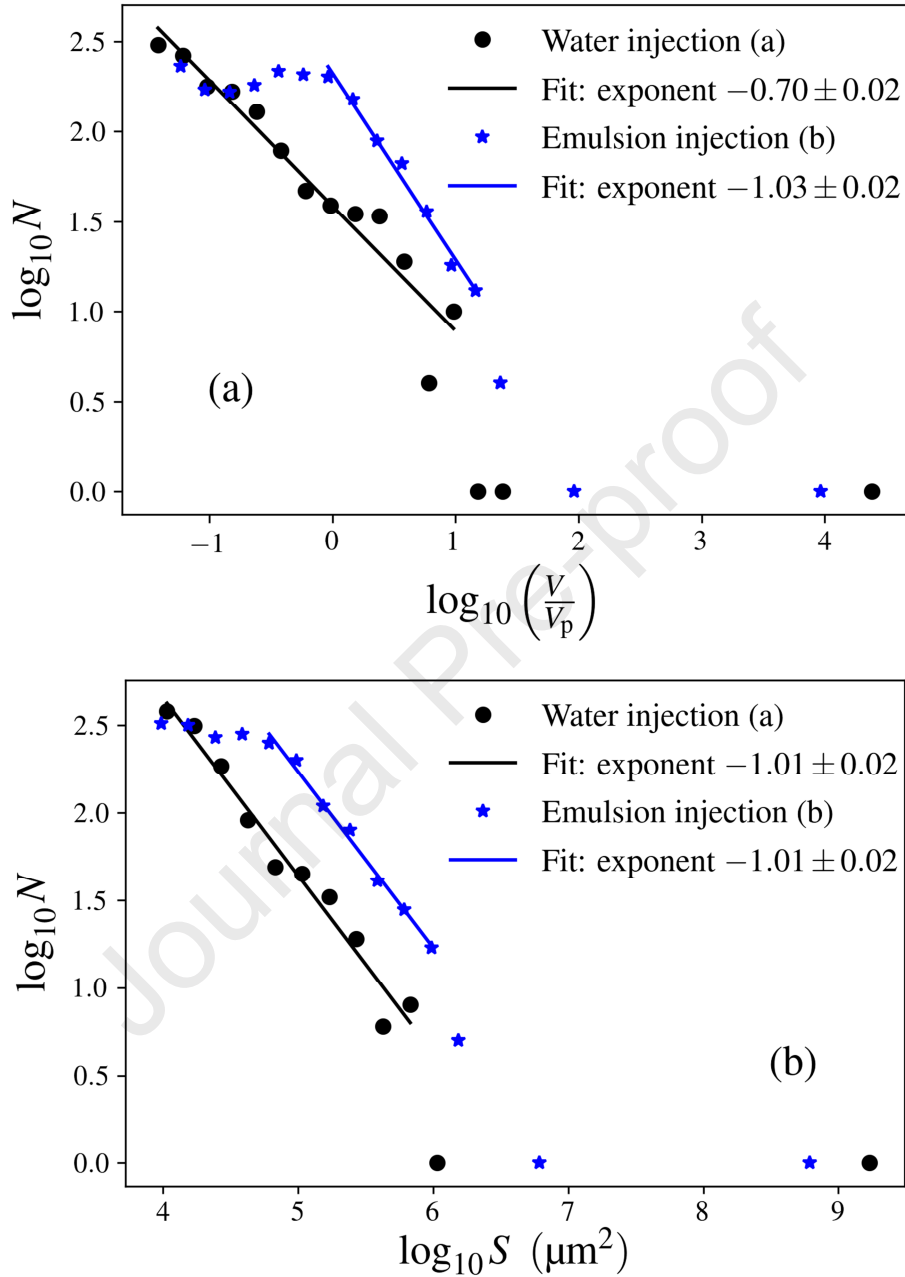 2.5
2.0
1.5
1.0
0.5
0.0
log₁₀N
Water injection (a)
Fit: exponent −0.70 ± 0.02
Emulsion injection (b)
Fit: exponent −1.03 ± 0.02
(a)
−1 0 1 2 3 4
log₁₀(V/Vₚ)
2.5
2.0
1.5
1.0
0.5
0.0
log₁₀N
Water injection (a)
Fit: exponent −1.01 ± 0.02
Emulsion injection (b)
Fit: exponent −1.01 ± 0.02
(b)
4 5 6 7 8 9
log₁₀S (μm²)
Journal Pre-proof